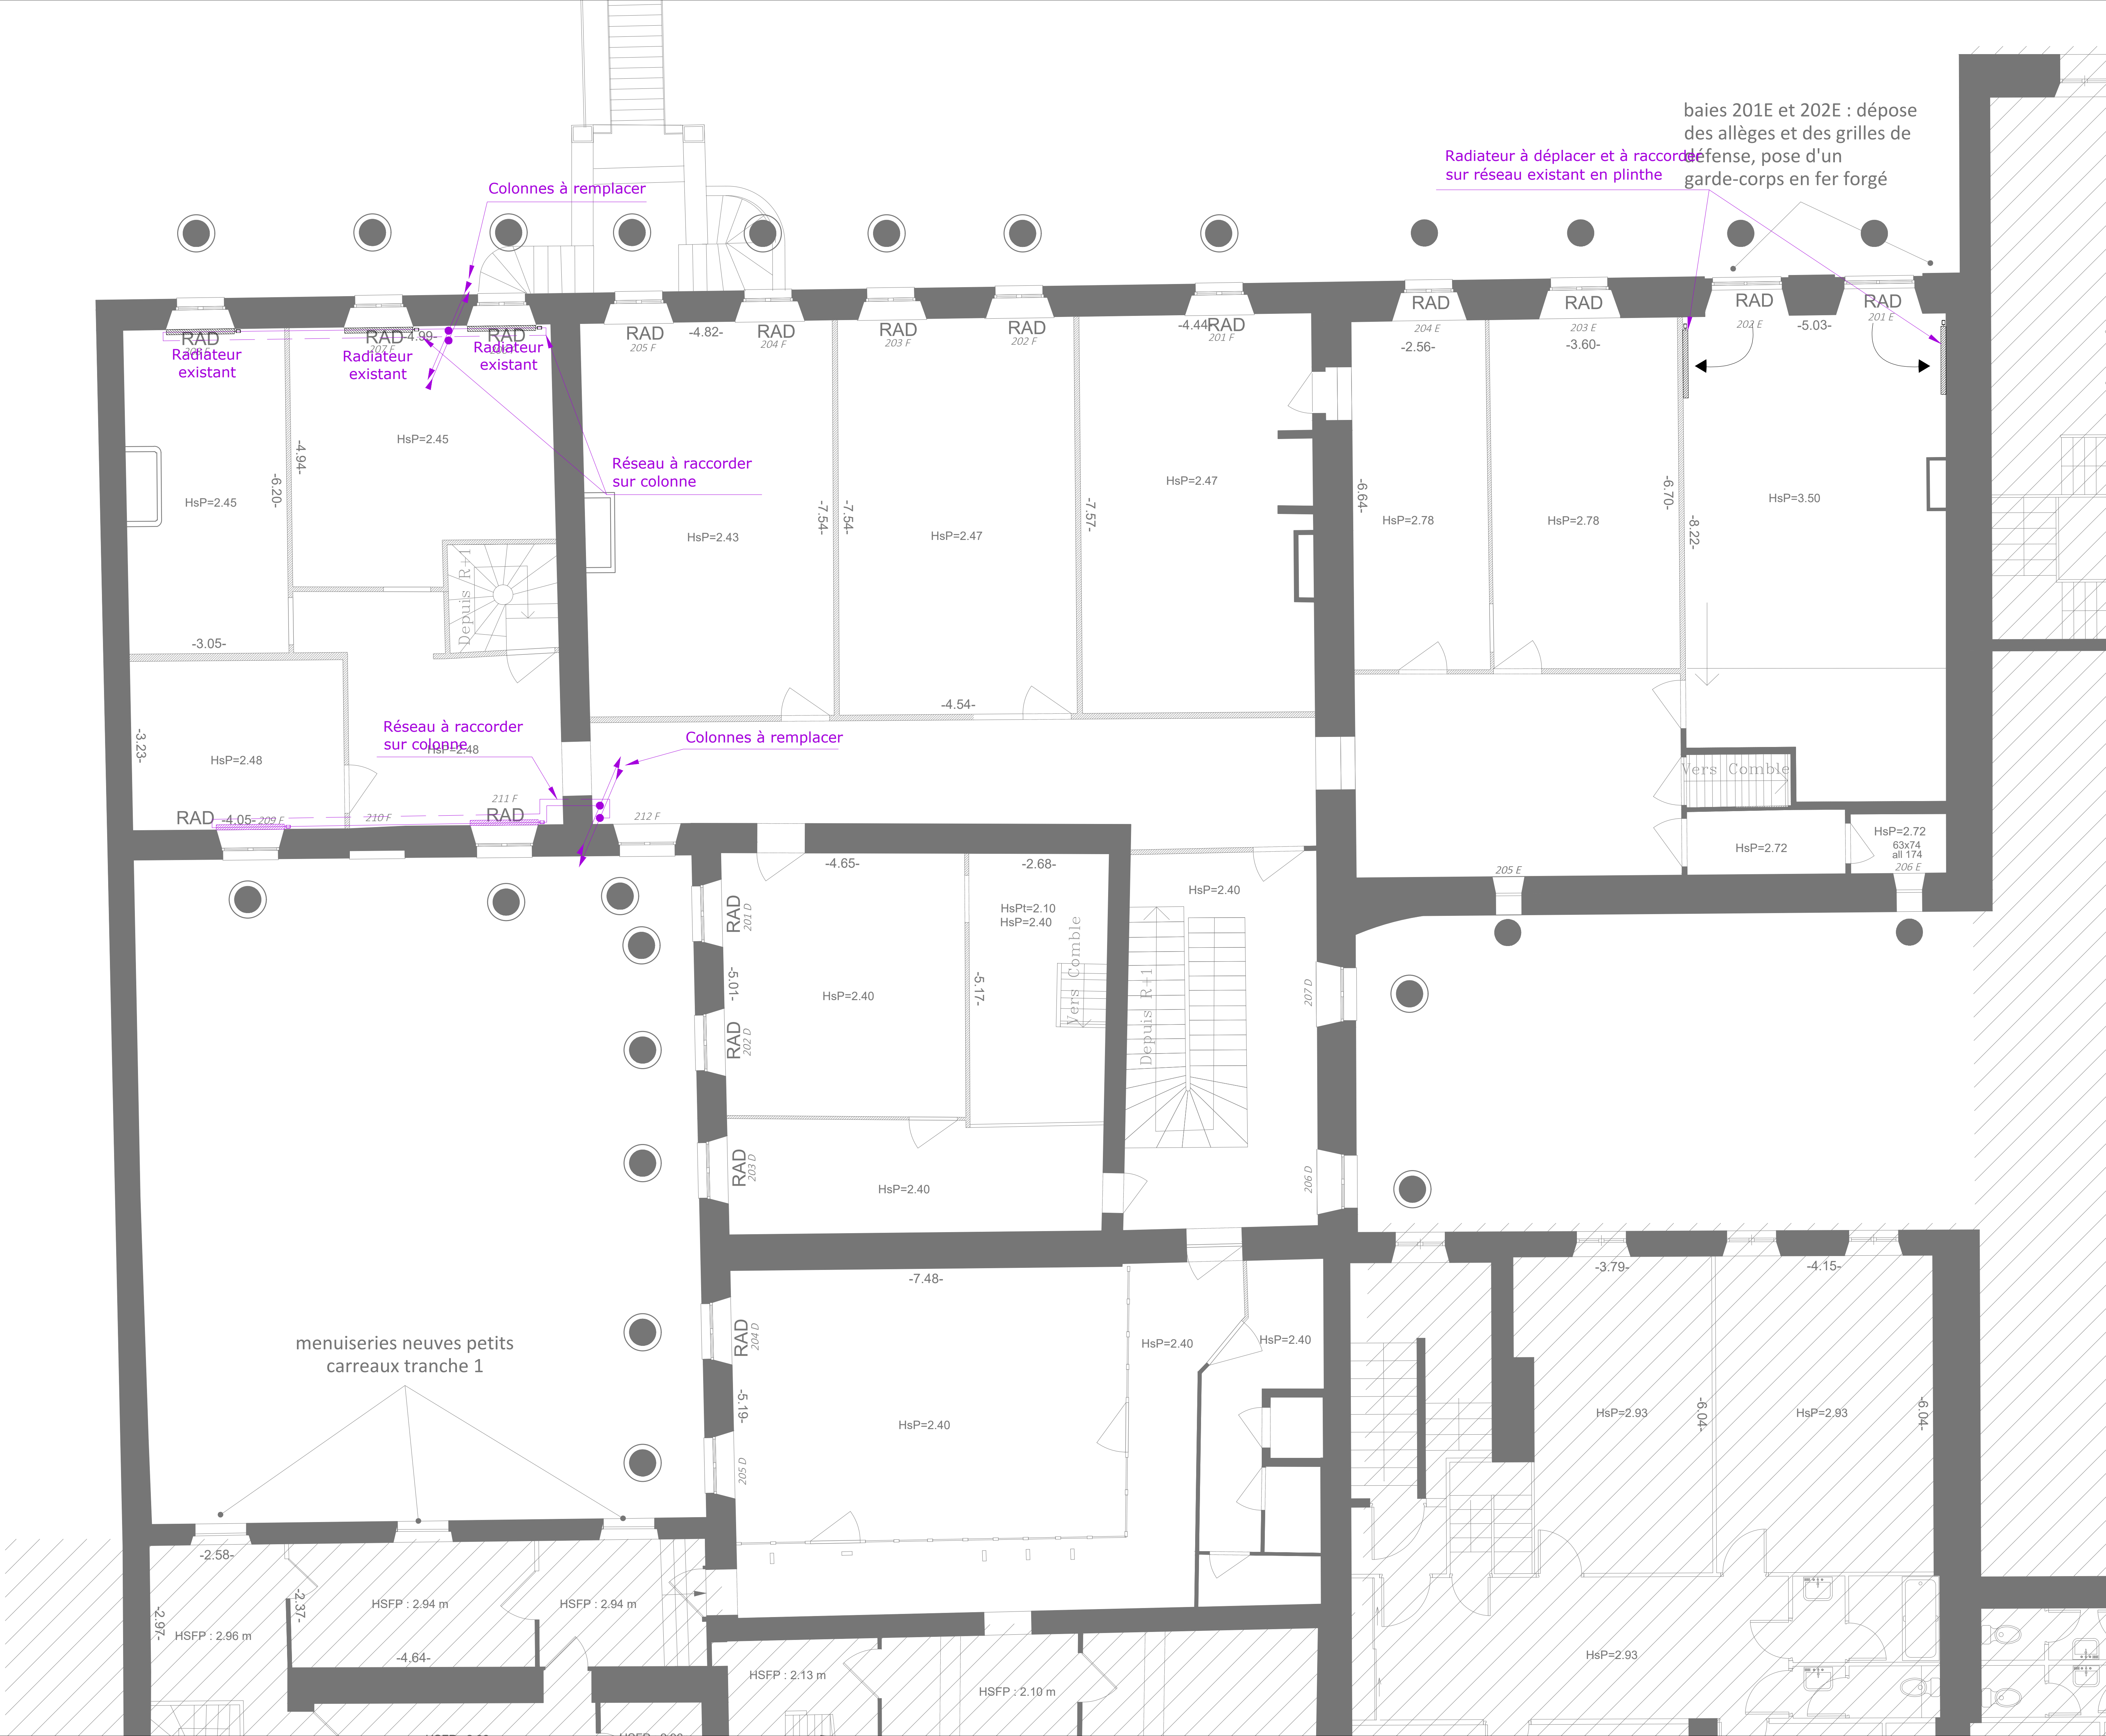 baies 201E et 202E : dépose
des allèges et des grilles de
défense, pose d'un
garde-corps en fer forgé
Radiateur à déplacer et à raccorder
sur réseau existant en plinthe
Colonnes à remplacer
RAD
Radiateur
existant
RAD
-4.99-
207 F
Radiateur
existant
RAD
Radiateur
existant
RAD
205 F
-4.82-
RAD
204 F
RAD
203 F
RAD
202 F
-4.44-
RAD
201 F
RAD
204 E
-2.56-
RAD
203 E
-3.60-
RAD
202 E
-5.03-
RAD
201 E
HsP=2.45
-4.94-
-6.20-
HsP=2.45
Réseau à raccorder
sur colonne
HsP=2.43
-7.54-
-7.54-
HsP=2.47
-7.57-
HsP=2.47
-6.64-
HsP=2.78
HsP=2.78
-6.70-
-8.22-
HsP=3.50
Depuis R+1
-3.05-
-4.54-
-3.23-
HsP=2.48
Réseau à raccorder
sur colonne
HsP=2.48
Colonnes à remplacer
RAD
-4.05-
209 F
210 F
211 F
RAD
212 F
Vers Comble
HsP=2.72
HsP=2.72
63x74
all 174
206 E
205 E
-4.65-
-2.68-
RAD
201 D
HsPt=2.10
HsP=2.40
Vers Comble
HsP=2.40
-5.01-
HsP=2.40
-5.17-
RAD
202 D
Depuis R+1
207 D
RAD
203 D
HsP=2.40
206 D
-7.48-
RAD
204 D
HsP=2.40
HsP=2.40
-3.79-
-4.15-
menuiseries neuves petits
carreaux tranche 1
-5.19-
HsP=2.40
205 D
HsP=2.93
-6.04-
HsP=2.93
-6.04-
-2.58-
-2.97-
HSFP : 2.96 m
-2.37-
HSFP : 2.94 m
HSFP : 2.94 m
-4.64-
HSFP : 2.13 m
HSFP : 2.10 m
HsP=2.93